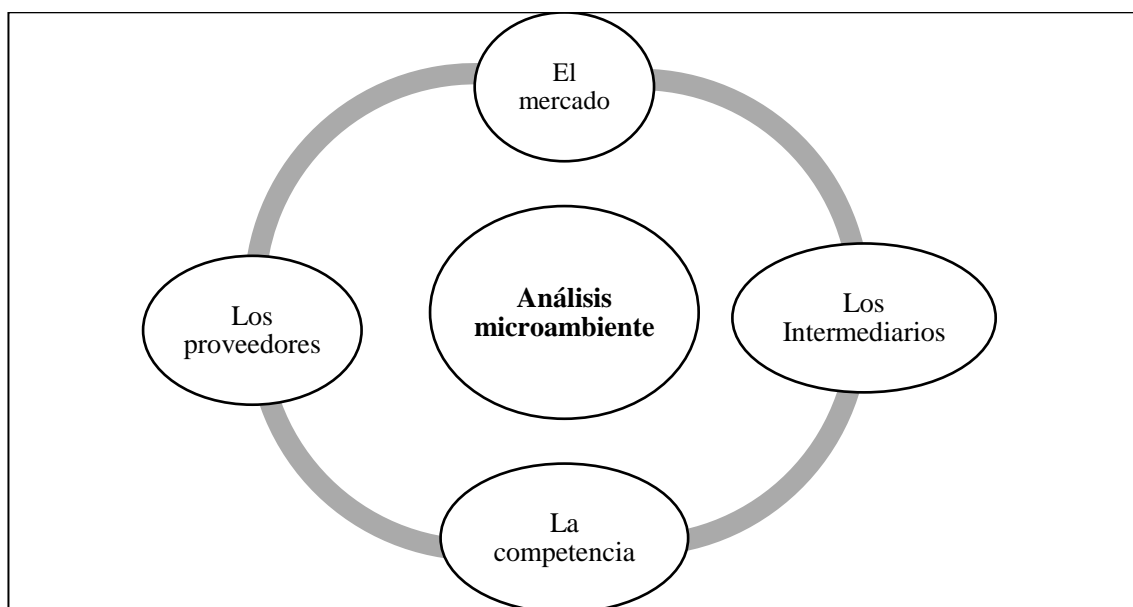 El
mercado
Los
proveedores
Análisis
microambiente
Los
Intermediarios
La
competencia